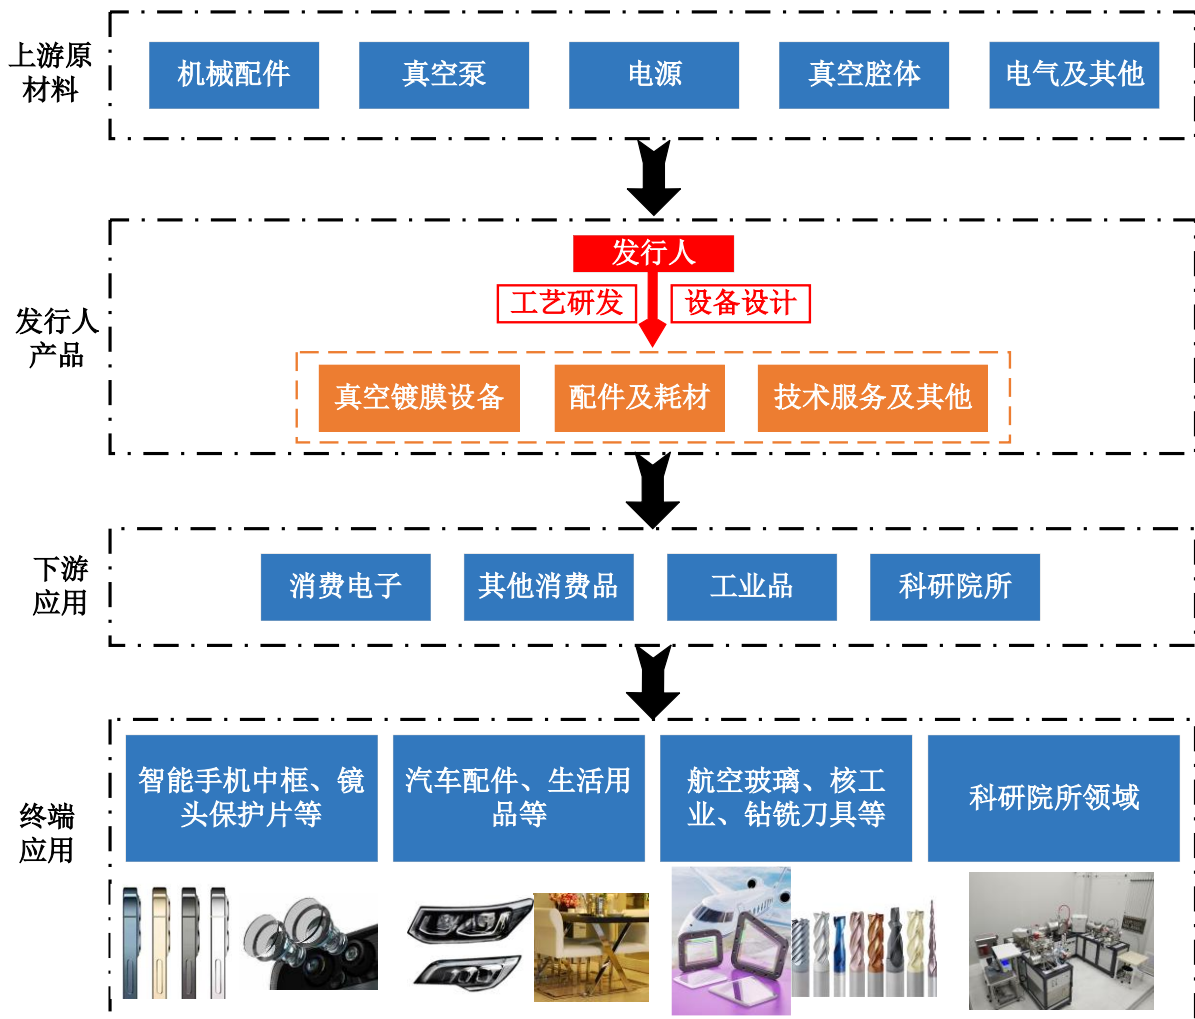 上游原
材料
机械配件
真空泵
电源
真空腔体
电气及其他
发行人
产品
发行人
工艺研发
设备设计
真空镀膜设备
配件及耗材
技术服务及其他
下游
应用
消费电子
其他消费品
工业品
科研院所
终端
应用
智能手机中框、镜
头保护片等
汽车配件、生活用
品等
航空玻璃、核工
业、钻铣刀具等
科研院所领域